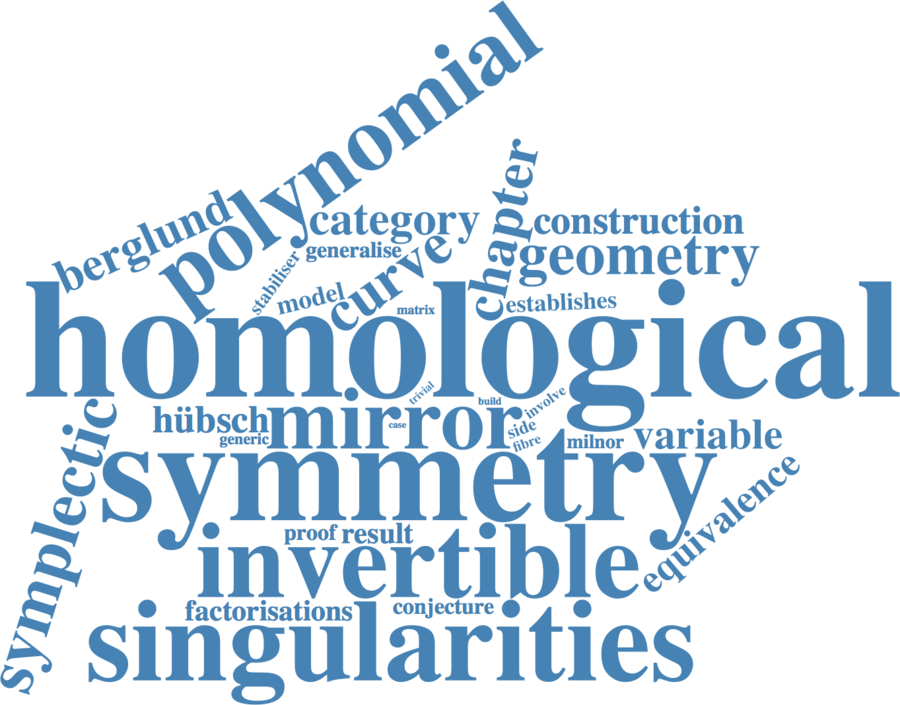 polynomial
berglund
category
chapter
construction
generalise
curve
geometry
stabiliser
model
matrix
establishes
homological
trivial
build
involve
symplectic
hübsch
mirror
case
side
generic
fibre
milnor
variable
symmetry
equivalence
proof
result
invertible
factorisations
conjecture
singularities